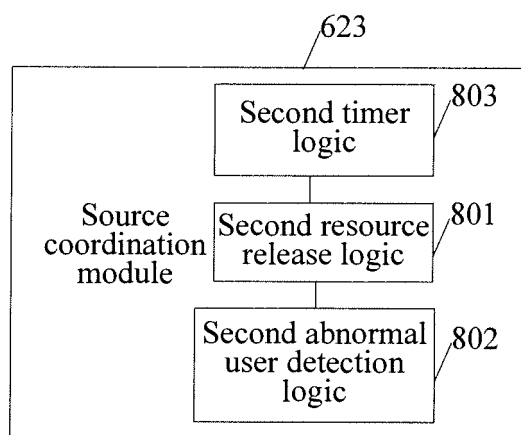 623
803
Second timer
logic
Source
coordination
module
801
Second resource
release logic
802
Second abnormal
user detection
logic